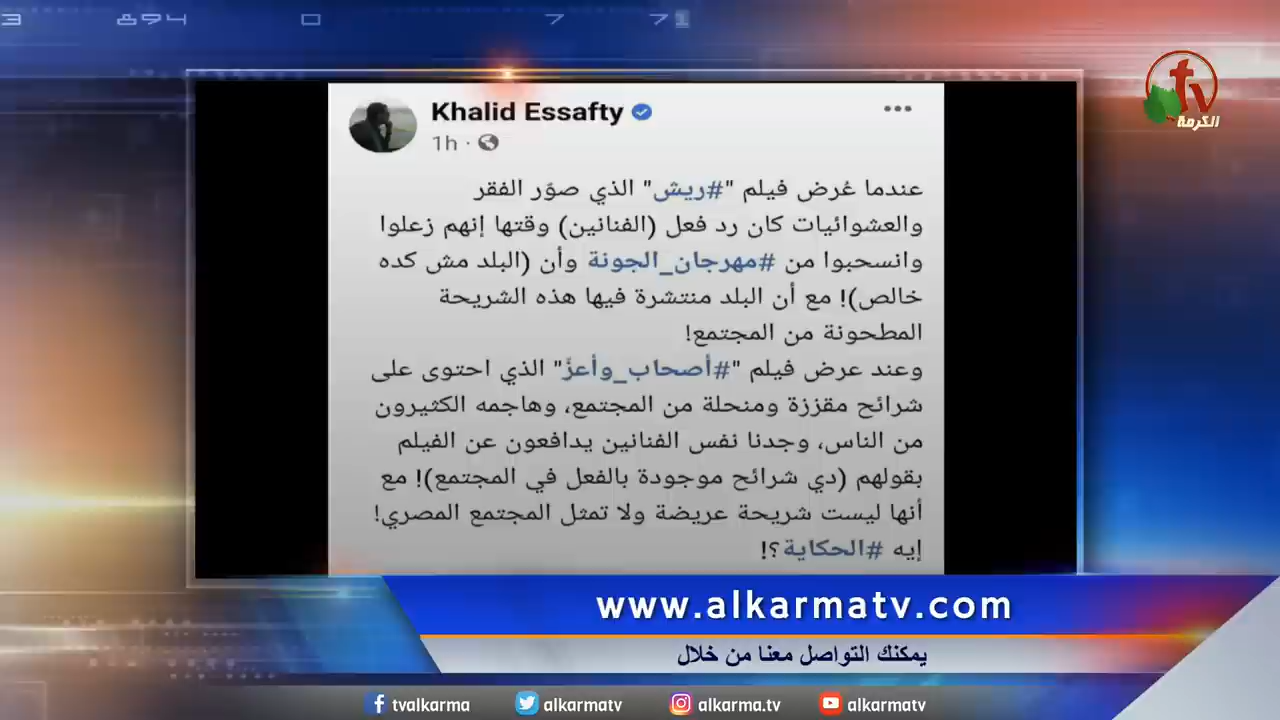 tv
الكرمة
Khalid Essafty
1h
عندما عُرض فيلم "#ريش" الذي صوّر الفقر
والعشوائيات كان رد فعل (الفنانين) وقتها إنهم زعلوا
وانسحبوا من #مهرجان_الجونة وأن (البلد مش كده
خالص)! مع أن البلد منتشرة فيها هذه الشريحة
المطحونة من المجتمع!
وعند عرض فيلم "#أصحاب_وأعزّ" الذي احتوى على
شرائح مقززة ومنحلة من المجتمع، وهاجمه الكثيرون
من الناس، وجدنا نفس الفنانين يدافعون عن الفيلم
بقولهم (دي شرائح موجودة بالفعل في المجتمع)! مع
أنها ليست شريحة عريضة ولا تمثل المجتمع المصري!
إيه #الحكاية؟!
www.alkarmatv.com
يمكنك التواصل معنا من خلال
tvalkarma alkarmatv alkarma.tv alkarmatv